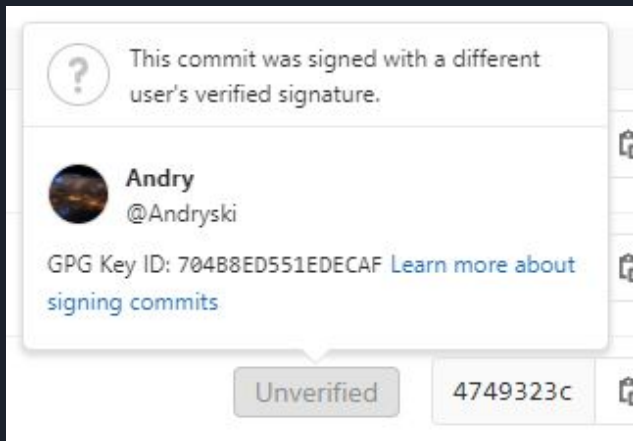 This commit was signed with a different
user's verified signature.
Andry
@Andryski
GPG Key ID: 704B8ED551EDECAF Learn more about
signing commits
Unverified
4749323c